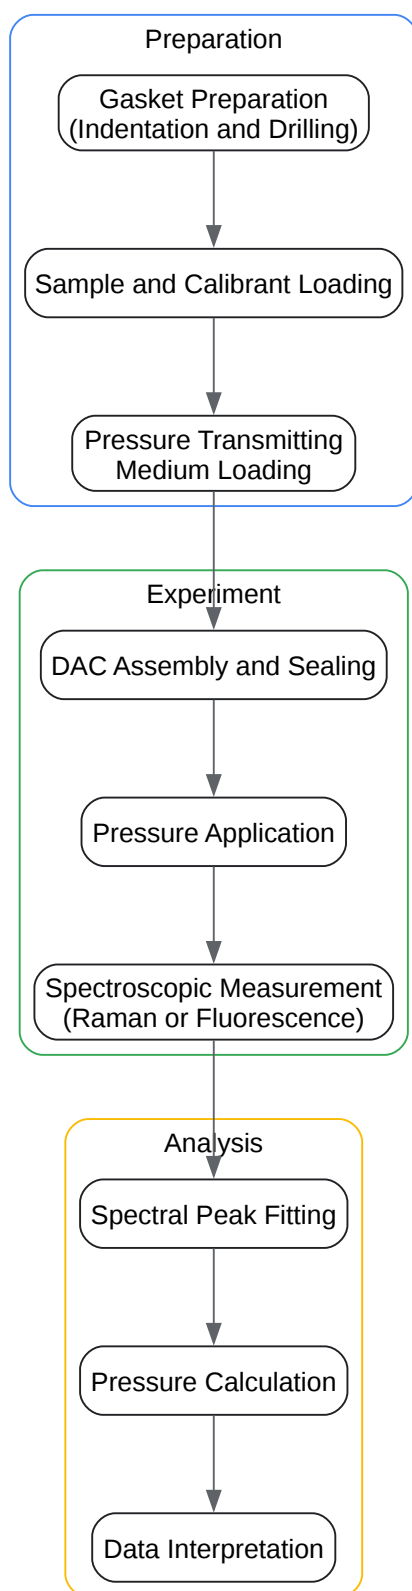 Preparation
Gasket Preparation
(Indentation and Drilling)
Sample and Calibrant Loading
Pressure Transmitting
Medium Loading
Experiment
DAC Assembly and Sealing
Pressure Application
Spectroscopic Measurement
(Raman or Fluorescence)
Analysis
Spectral Peak Fitting
Pressure Calculation
Data Interpretation